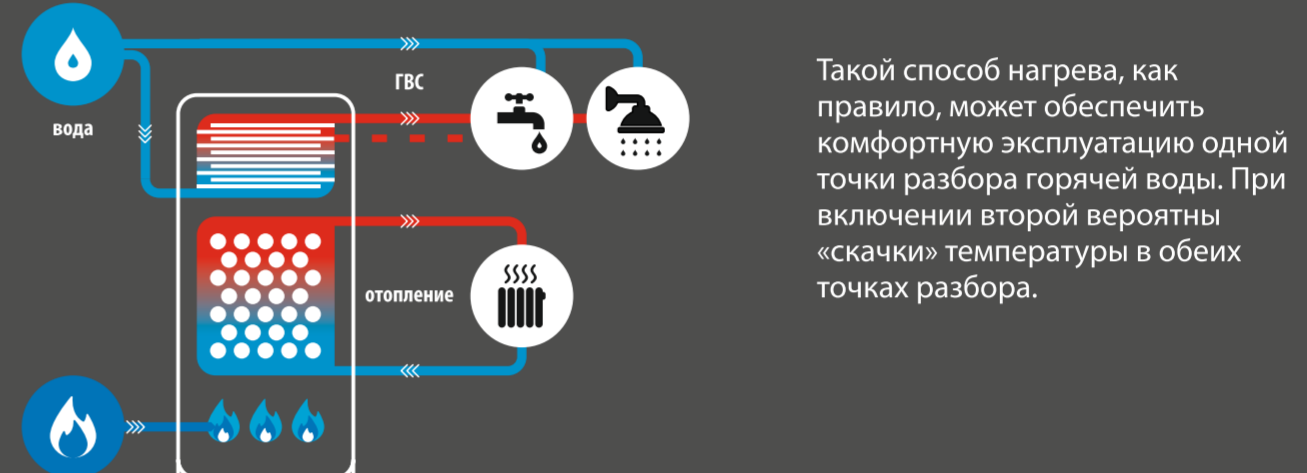 вода
ГВС
отопление
Такой способ нагрева, как
правило, может обеспечить
комфортную эксплуатацию одной
точки разбора горячей воды. При
включении второй вероятны
«скачки» температуры в обеих
точках разбора.